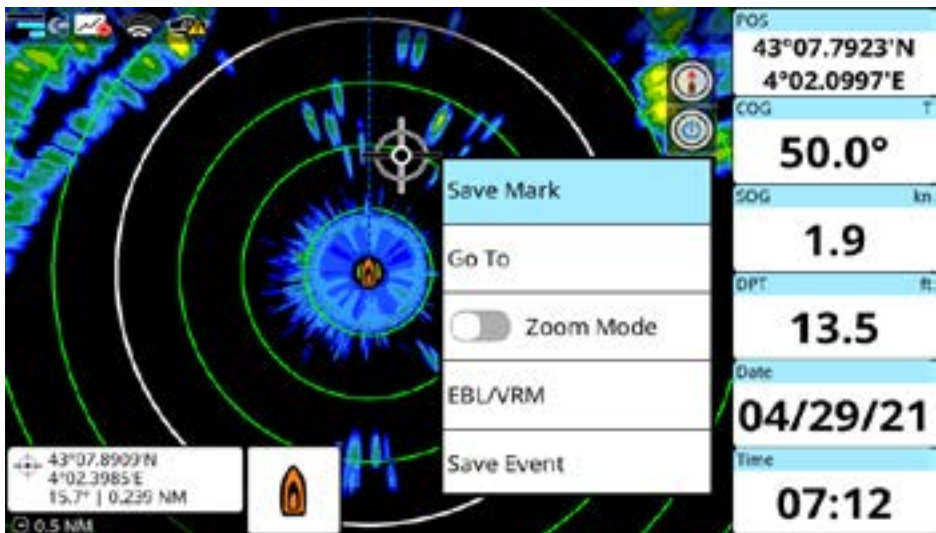 POS
43°07.7923'N
4°02.0997'E
COG T
50.0°
SOG kn
1.9
DPT ft
13.5
Date
04/29/21
Time
07:12
Save Mark
Go To
Zoom Mode
EBL/VRM
Save Event
43°07.8909'N
4°02.3985'E
15.7° | 0.239 NM
0.5 NM